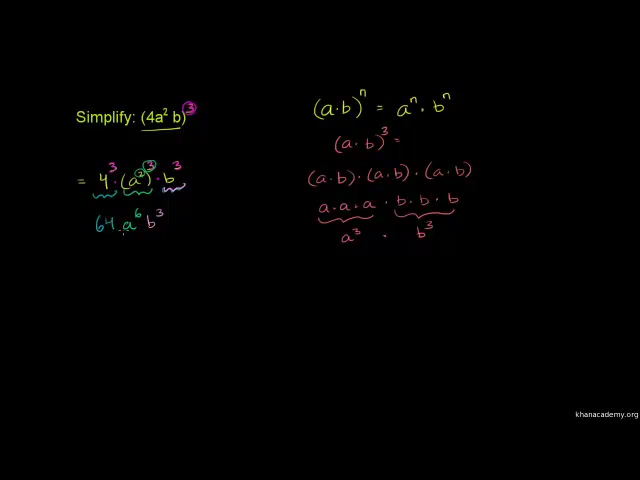 Simplify: (4a² b)³
= 4³ · (a²)³ · b³
64 a⁶ b³
(a · b)ⁿ = aⁿ · bⁿ
(a · b)³ =
(a · b) · (a · b) · (a · b)
a · a · a · b · b · b
a³ · b³
khanacademy.org